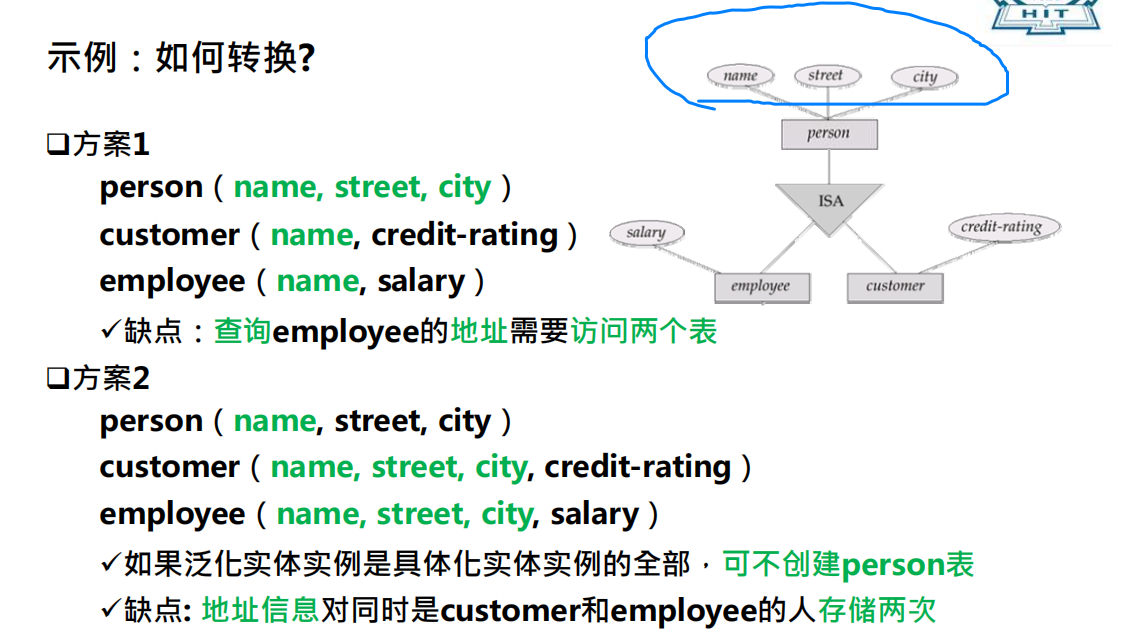 HIT
示例：如何转换?
name street city
person
ISA
salary
credit-rating
employee customer
❑方案1
person（name, street, city）
customer（name, credit-rating）
employee（name, salary）
✓缺点：查询employee的地址需要访问两个表
❑方案2
person（name, street, city）
customer（name, street, city, credit-rating）
employee（name, street, city, salary）
✓如果泛化实体实例是具体化实体实例的全部，可不创建person表
✓缺点: 地址信息对同时是customer和employee的人存储两次